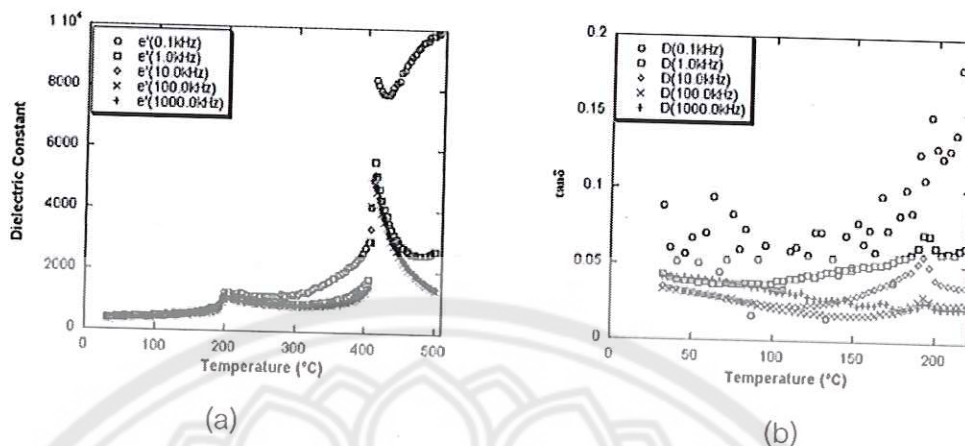 1 10⁴
8000
6000
4000
2000
0
Dielectric Constant
e'(0.1kHz)
e'(1.0kHz)
e'(10.0kHz)
e'(100.0kHz)
e'(1000.0kHz)
0 100 200 300 400 500
Temperature (°C)
(a)
0.2
0.15
0.1
0.05
0
tanδ
D(0.1kHz)
D(1.0kHz)
D(10.0kHz)
D(100.0kHz)
D(1000.0kHz)
0 50 100 150 200
Temperature (°C)
(b)